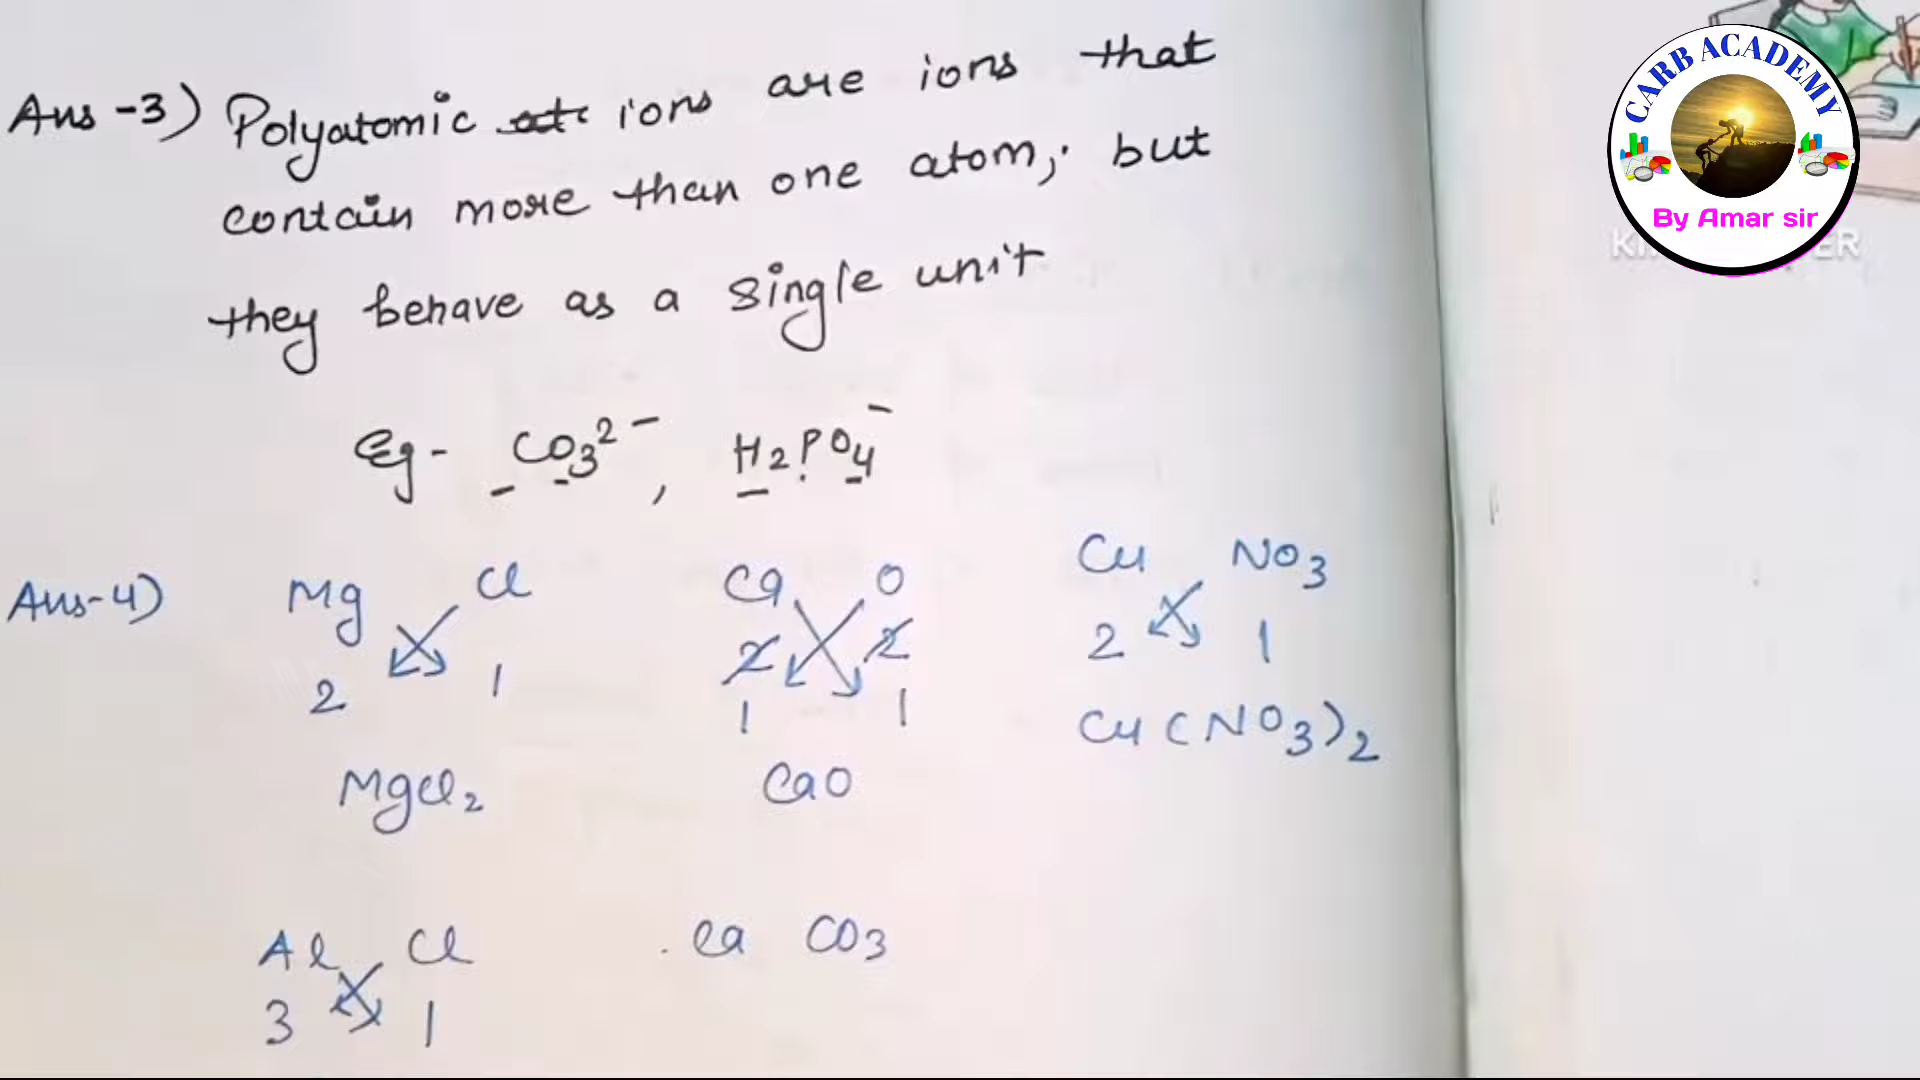 Ans -3) Polyatomic ions are ions that
contain more than one atom, but
they behave as a single unit
Eg- CO3 2-, H2PO4 -
Ans-4) Mg Cl Ca O Cu NO3
2 1 2 2 2 1
1 1
MgCl2 CaO Cu(NO3)2
Al Cl Ca CO3
3 1
CARB ACADEMY
By Amar sir